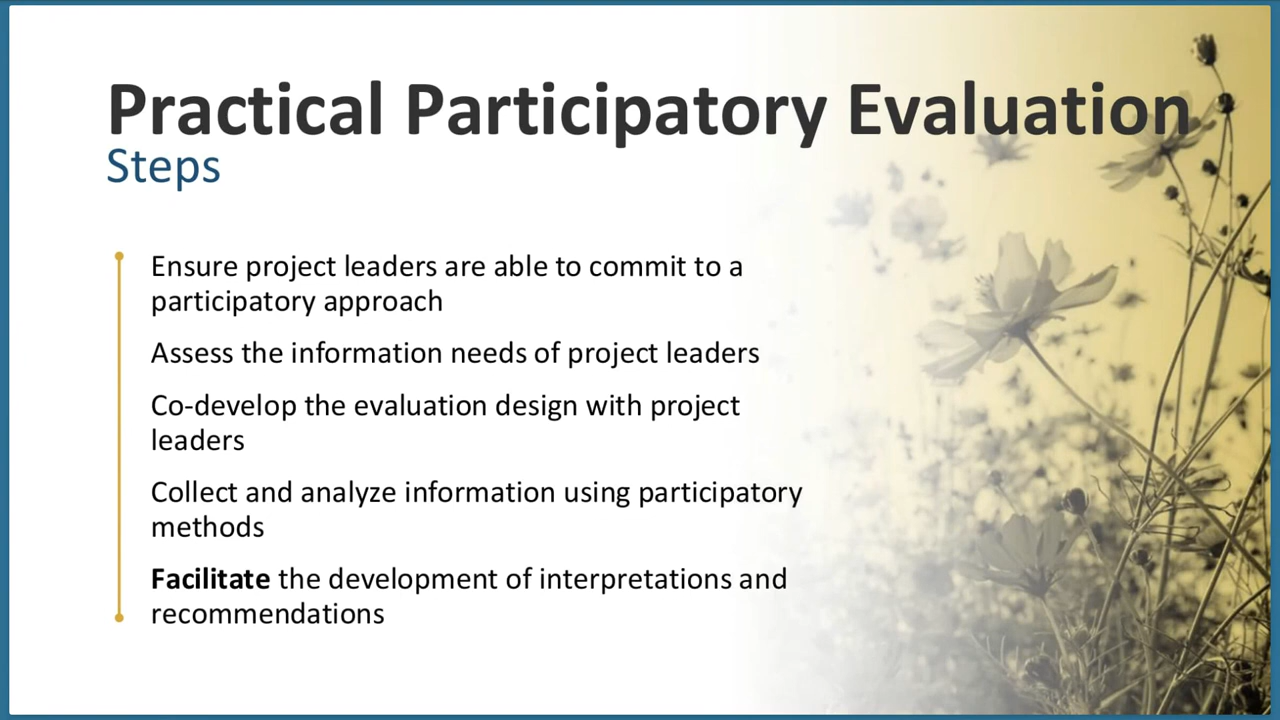 Practical Participatory Evaluation
Steps
Ensure project leaders are able to commit to a
participatory approach
Assess the information needs of project leaders
Co-develop the evaluation design with project
leaders
Collect and analyze information using participatory
methods
Facilitate the development of interpretations and
recommendations